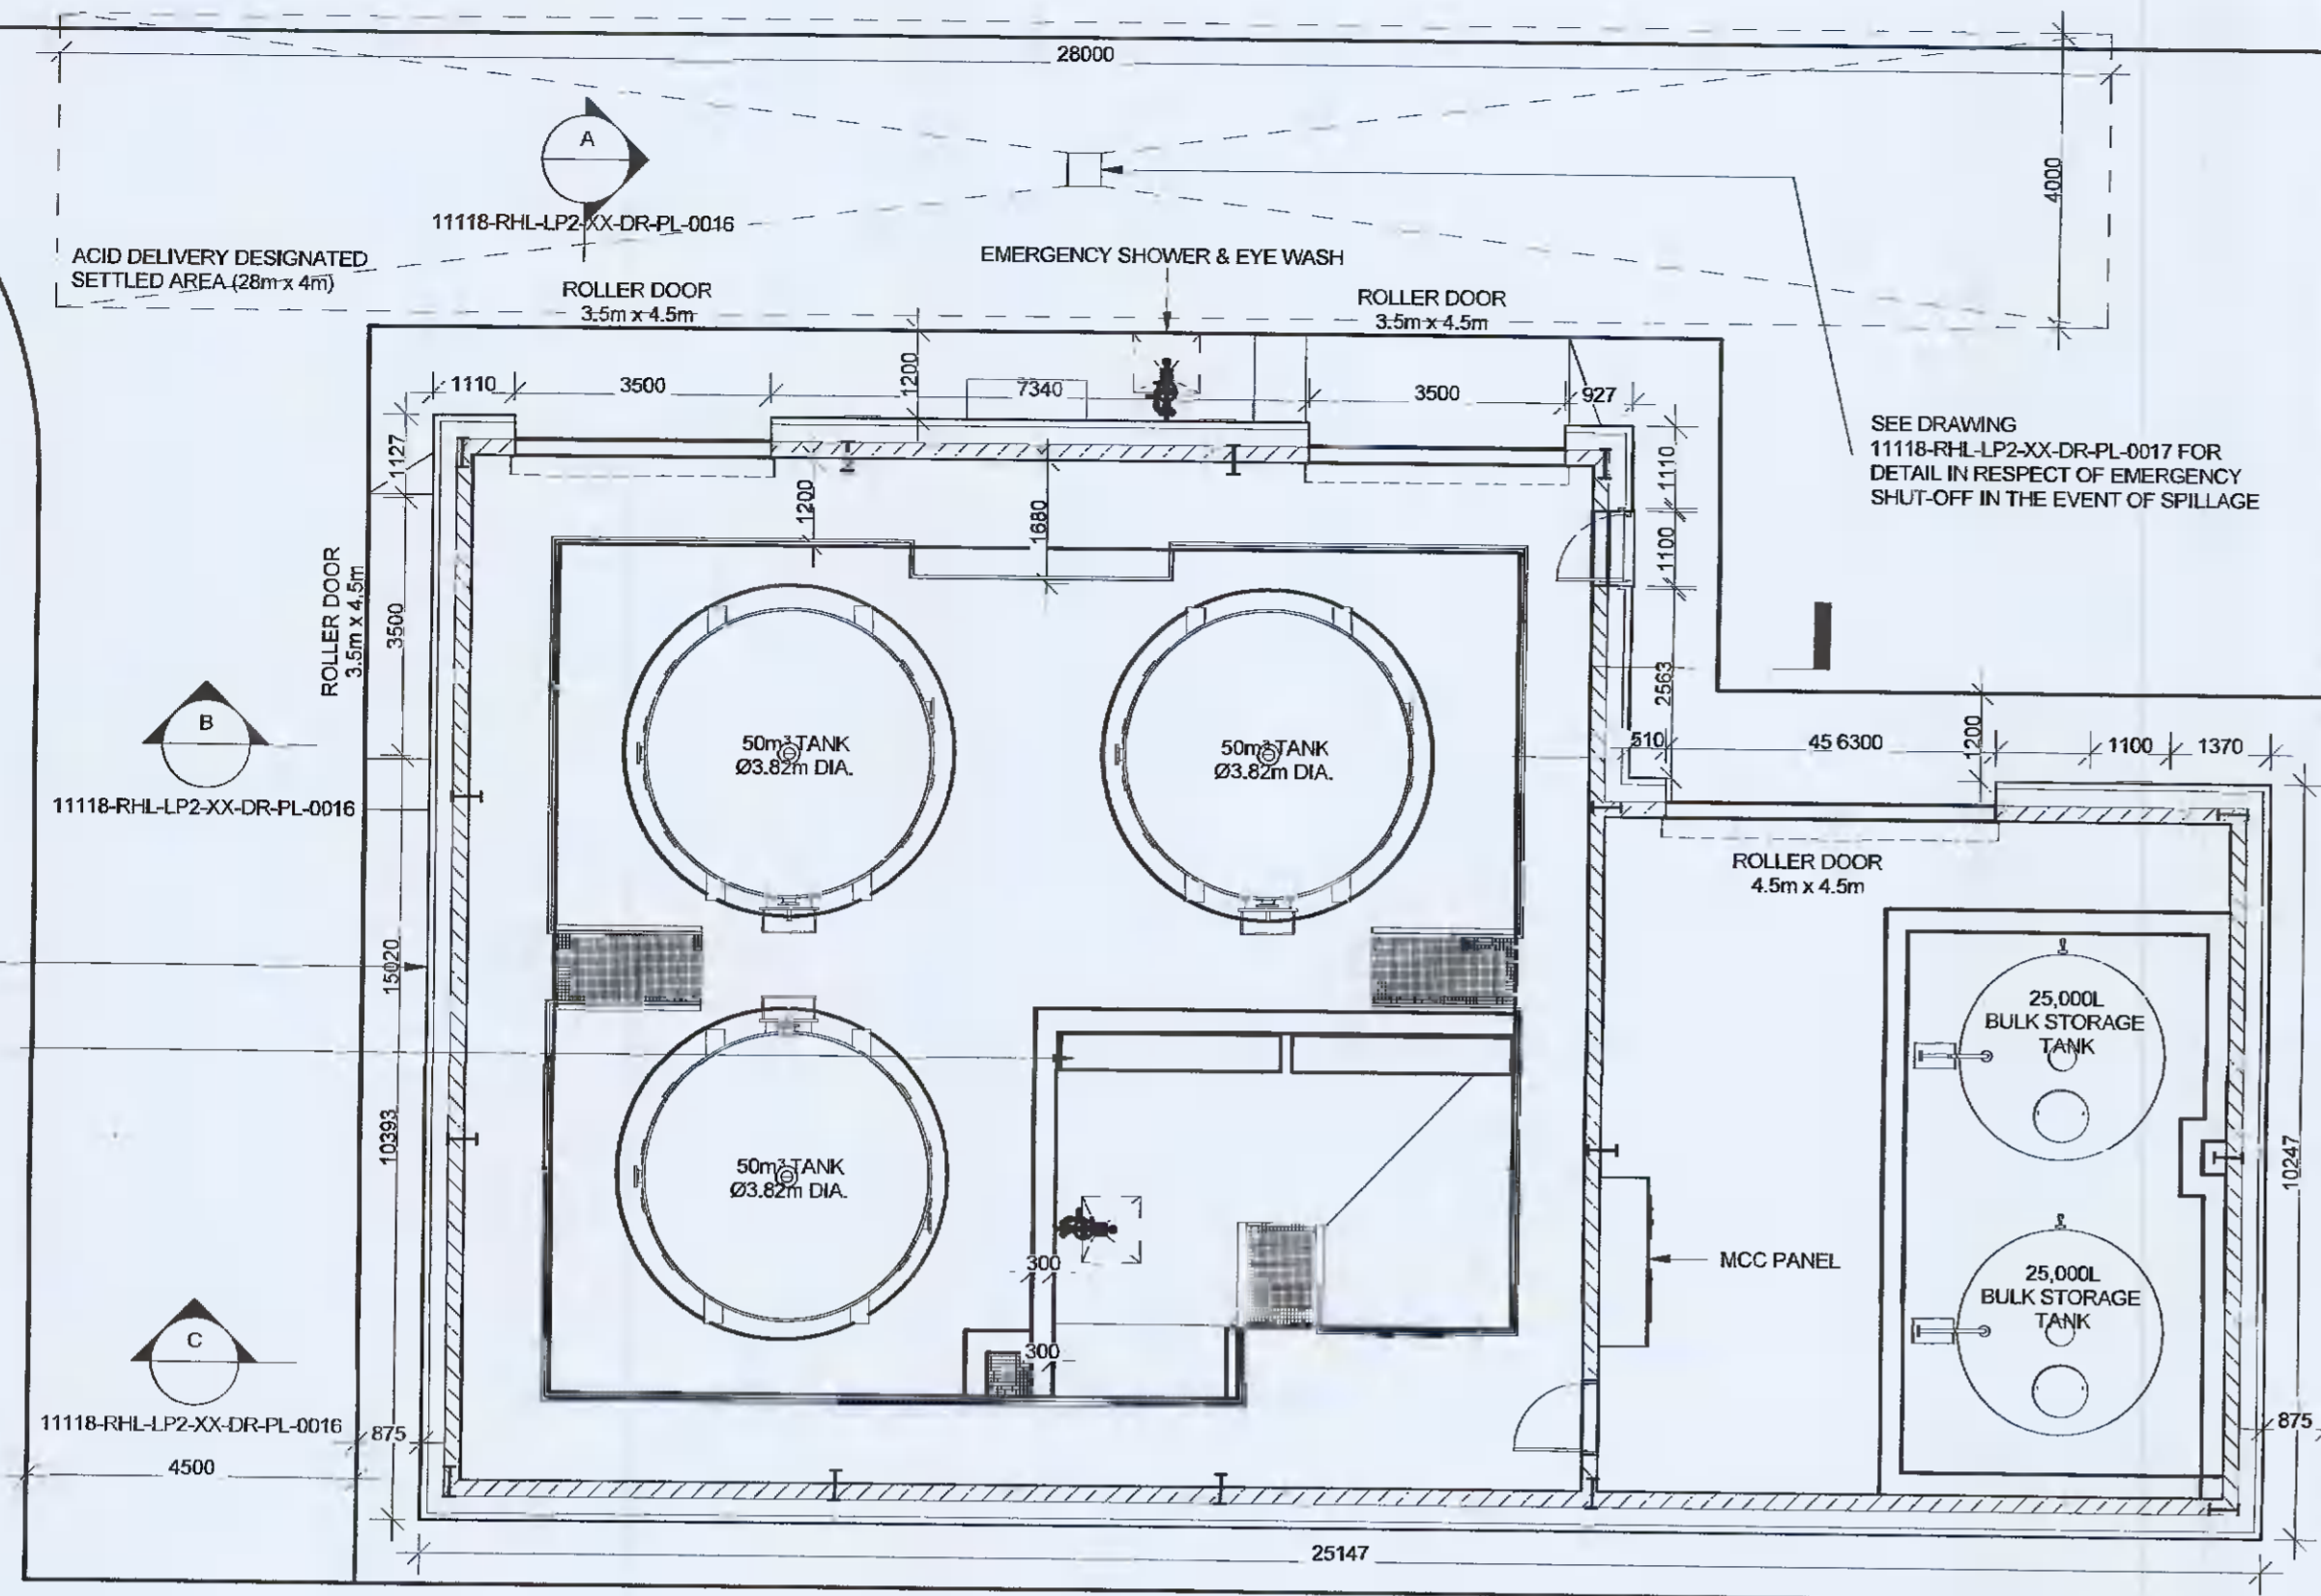 28000
A
11118-RHL-LP2-XX-DR-PL-0016
4000
ACID DELIVERY DESIGNATED
SETTLED AREA (28m x 4m)
EMERGENCY SHOWER & EYE WASH
ROLLER DOOR
3.5m x 4.5m
ROLLER DOOR
3.5m x 4.5m
1110
3500
1200
7340
3500
927
SEE DRAWING
11118-RHL-LP2-XX-DR-PL-0017 FOR
DETAIL IN RESPECT OF EMERGENCY
SHUT-OFF IN THE EVENT OF SPILLAGE
1127
1110
1200
1680
1100
ROLLER DOOR
3.5m x 4.5m
3500
2563
B
11118-RHL-LP2-XX-DR-PL-0016
50m³ TANK
Ø3.82m DIA.
50m³ TANK
Ø3.82m DIA.
510
45 6300
1200
1100
1370
ROLLER DOOR
4.5m x 4.5m
15020
25,000L
BULK STORAGE
TANK
10393
50m³ TANK
Ø3.82m DIA.
10247
300
MCC PANEL
25,000L
BULK STORAGE
TANK
300
C
11118-RHL-LP2-XX-DR-PL-0016
875
875
4500
25147